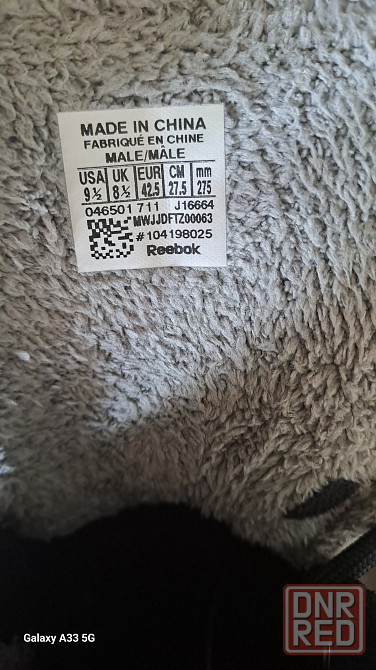 MADE IN CHINA
FABRIQUÉ EN CHINE
MALE/MÂLE
USA UK EUR CM mm
9½ 8½ 42.5 27.5 275
046501 711 J16664
MWJJDFTZ00063
#104198025
Reebok
Galaxy A33 5G
DNR
RED